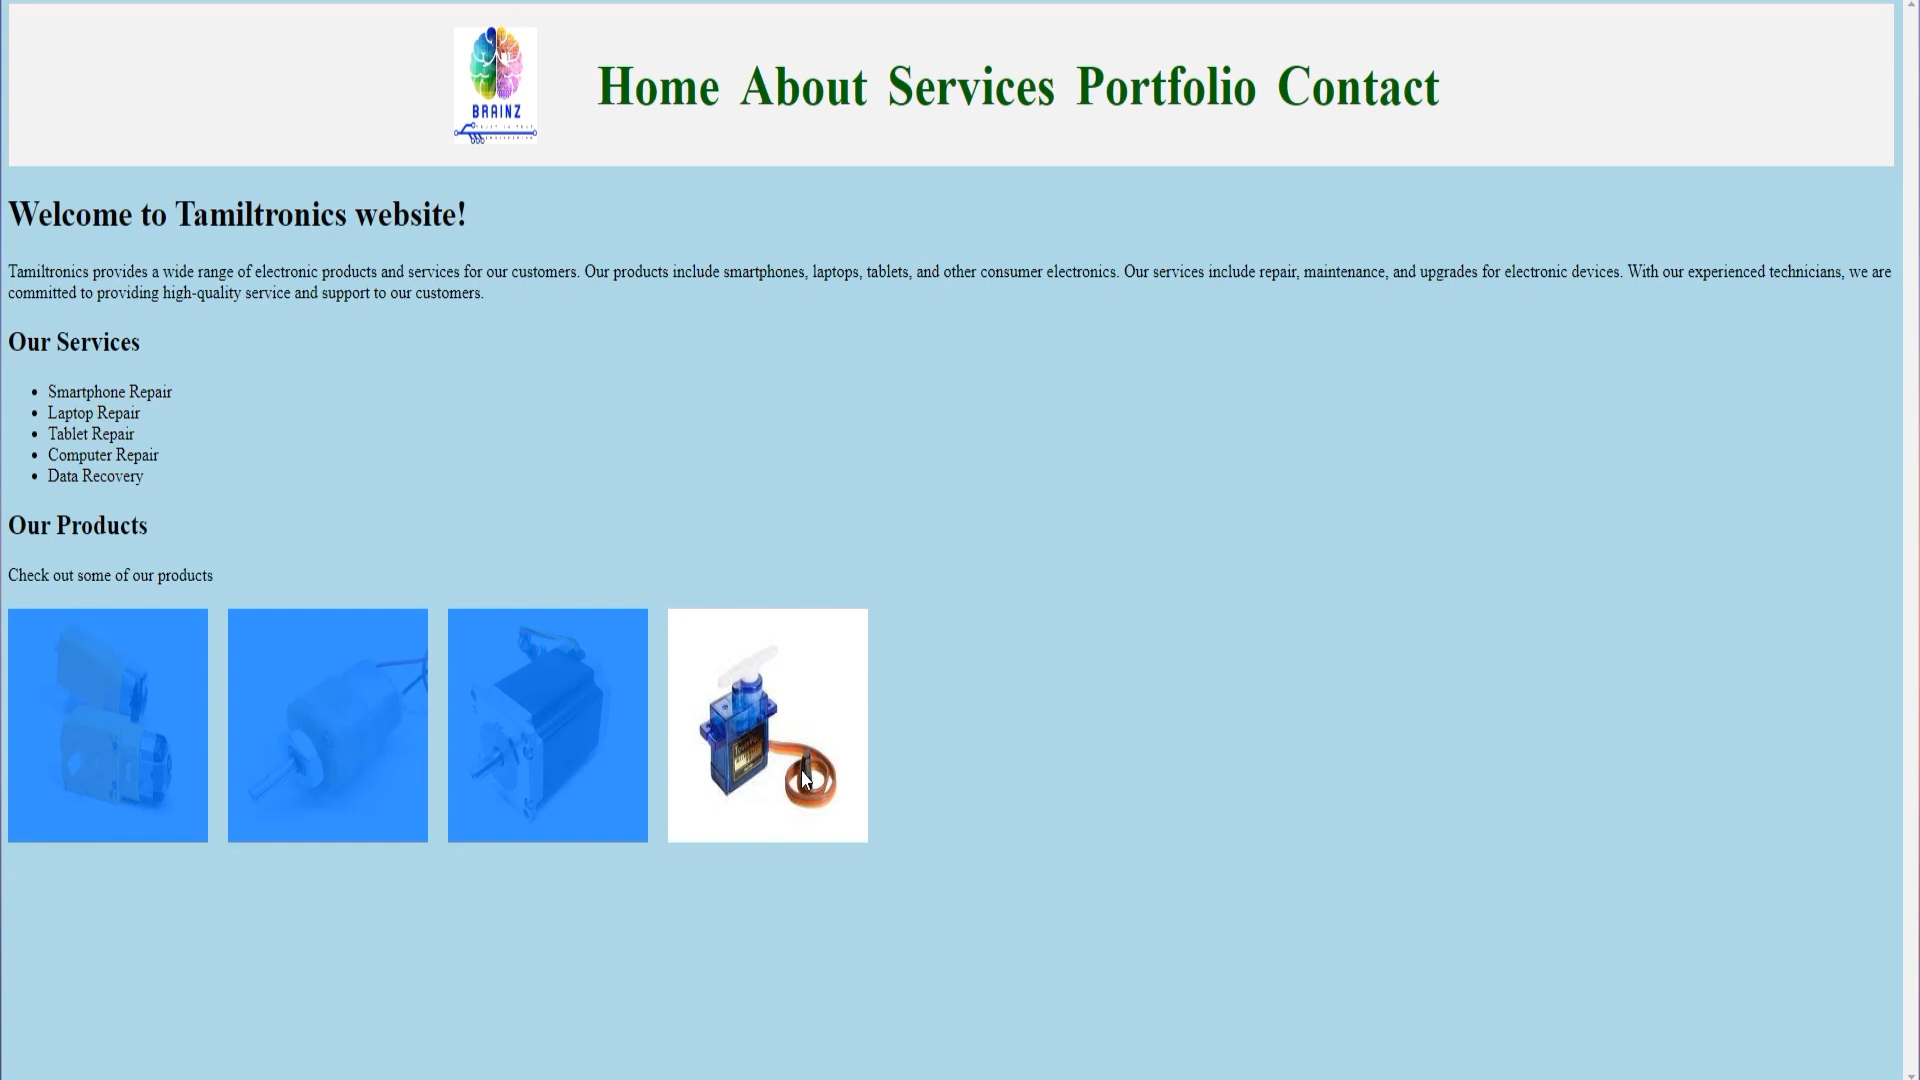 BRAINZ
Home About Services Portfolio Contact
Welcome to Tamiltronics website!
Tamiltronics provides a wide range of electronic products and services for our customers. Our products include smartphones, laptops, tablets, and other consumer electronics. Our services include repair, maintenance, and upgrades for electronic devices. With our experienced technicians, we are
committed to providing high-quality service and support to our customers.
Our Services
Smartphone Repair
Laptop Repair
Tablet Repair
Computer Repair
Data Recovery
Our Products
Check out some of our products